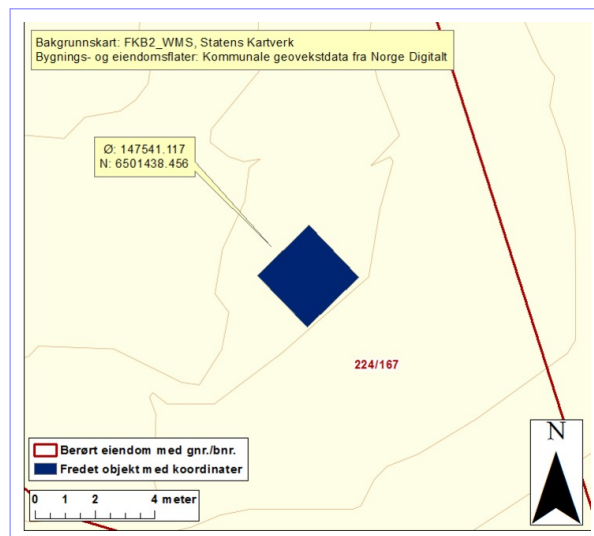 Bakgrunnskart: FKB2_WMS, Statens Kartverk
Bygnings- og eiendomsflater: Kommunale geovekstdata fra Norge Digitalt
Ø: 147541.117
N: 6501438.456
224/167
Berørt eiendom med gnr./bnr.
Fredet objekt med koordinater
0 1 2 4 meter
N